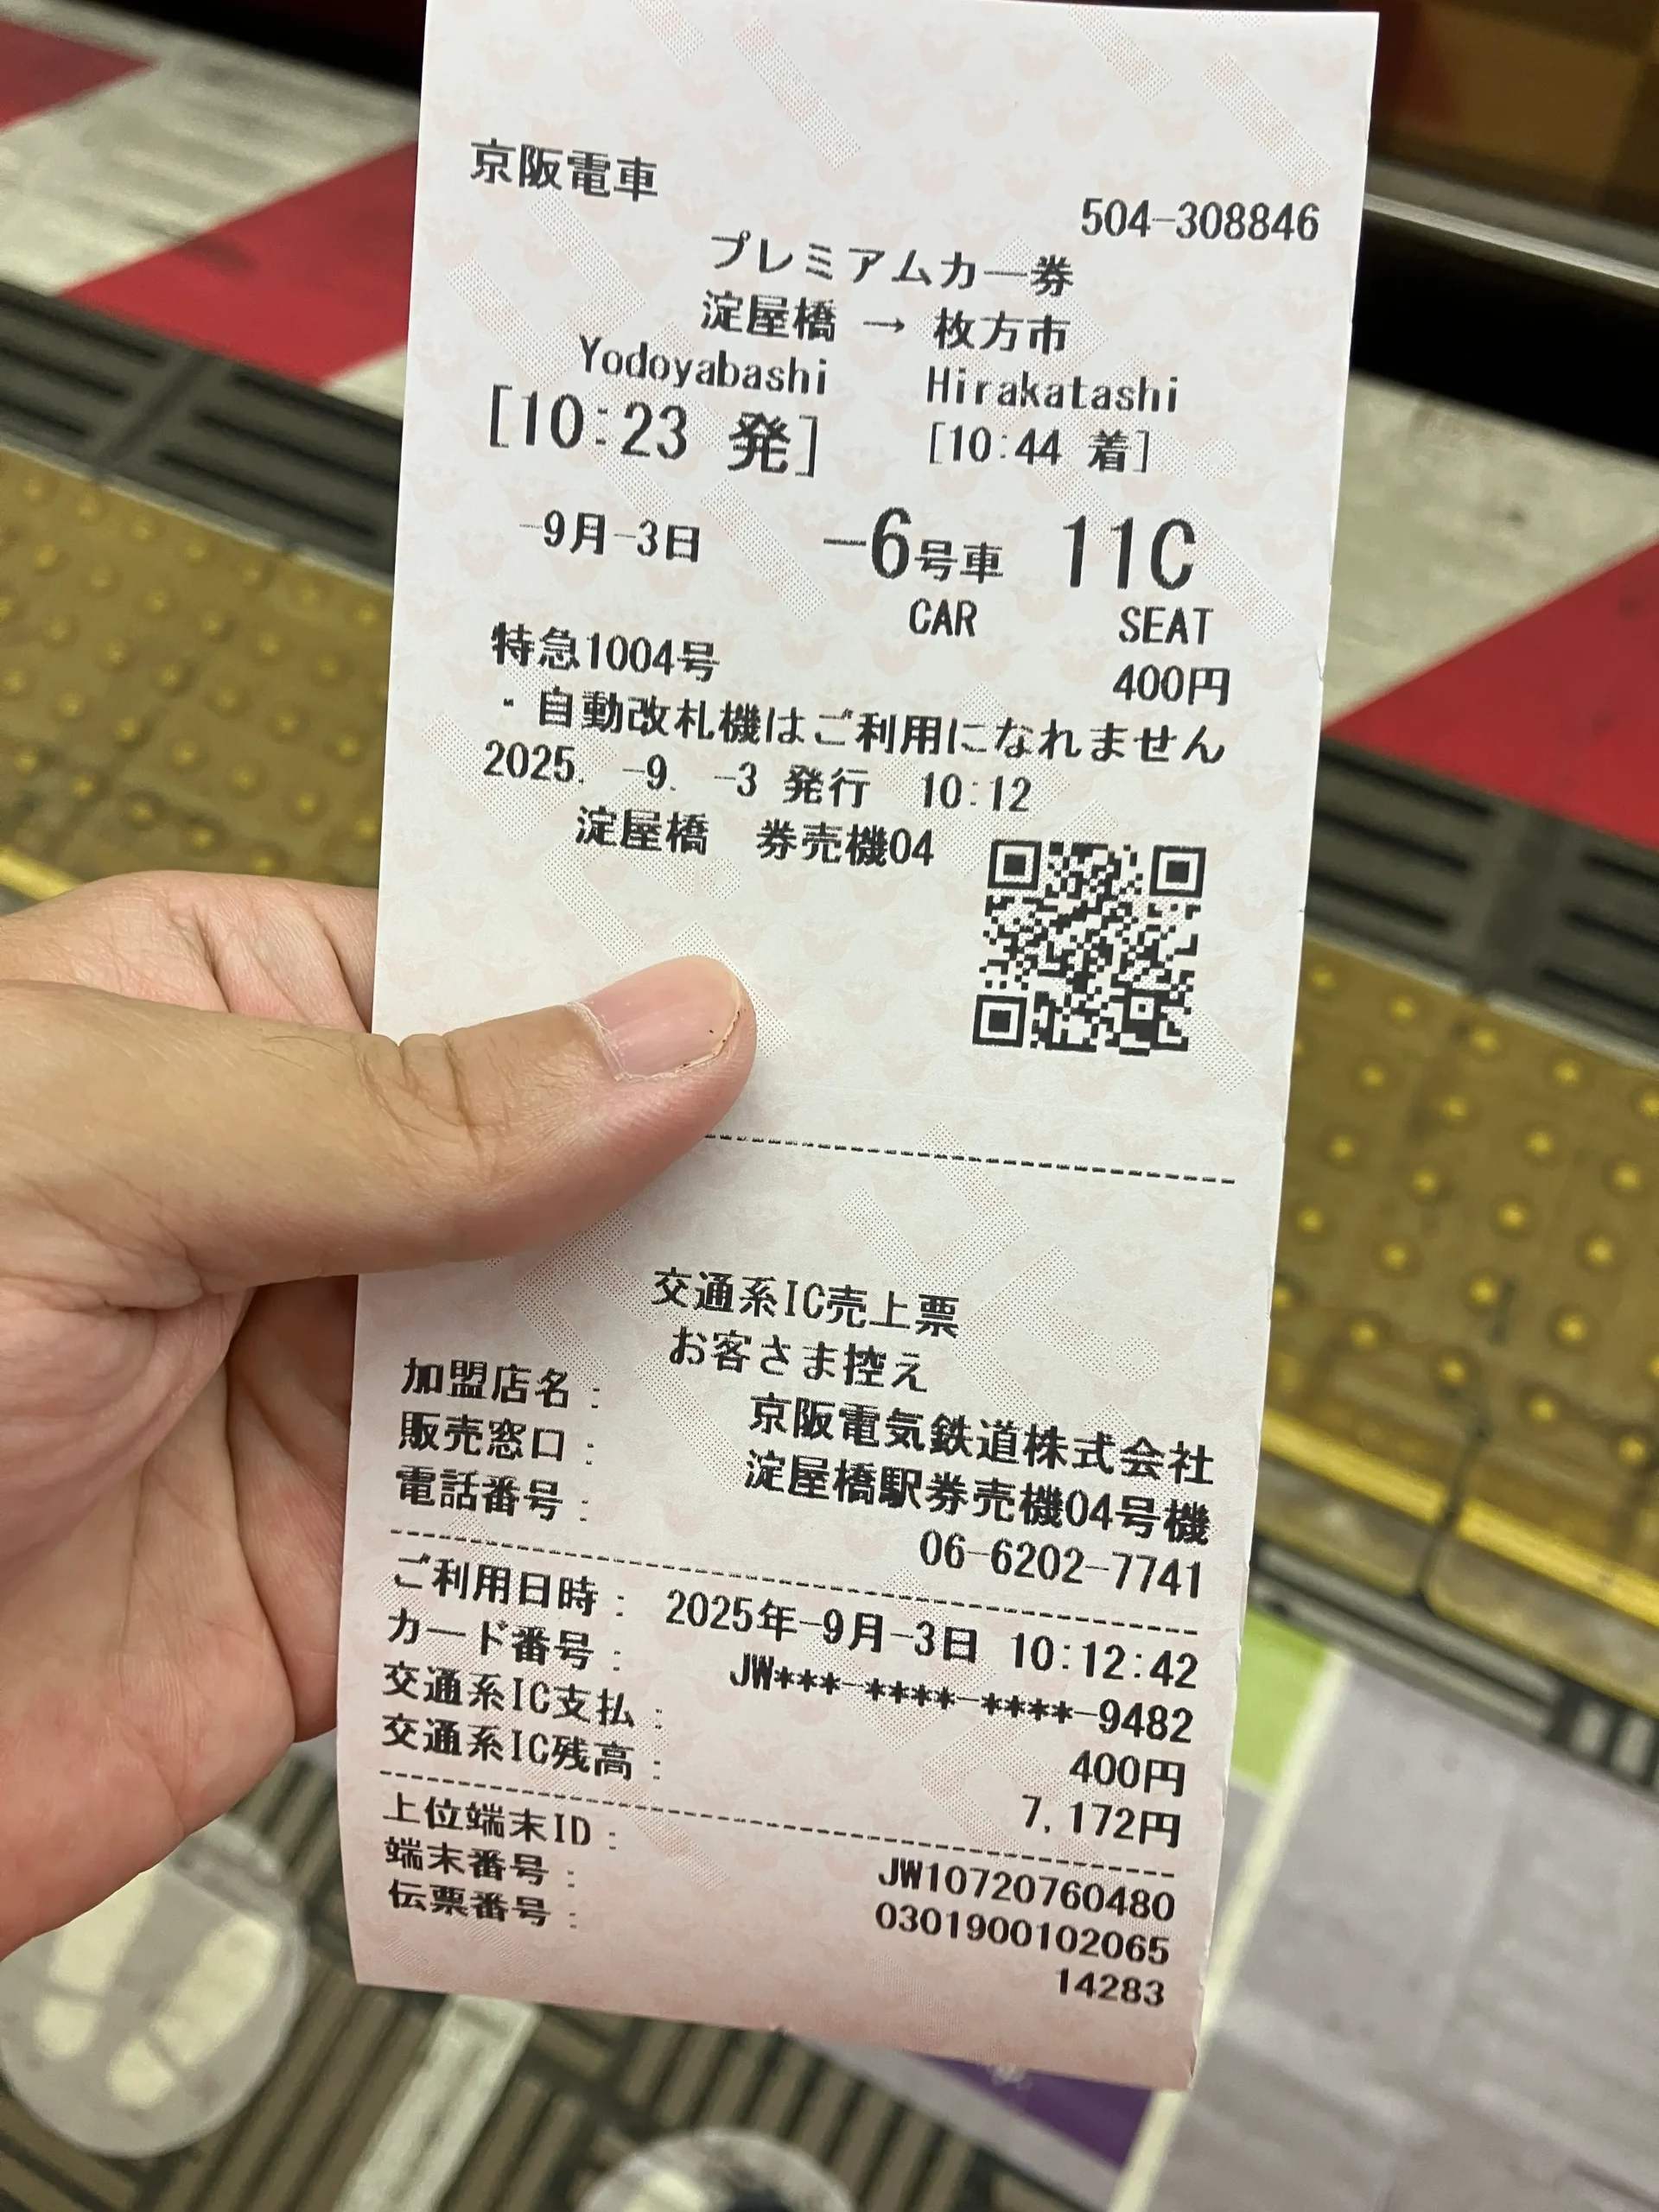 京阪電車
504-308846
プレミアムカー券
淀屋橋 → 枚方市
Yodoyabashi Hirakatashi
[10:23 発] [10:44 着]
-9月-3日 -6号車 11C
CAR SEAT
特急1004号 400円
・自動改札機はご利用になれません
2025. -9. -3 発行 10:12
淀屋橋 券売機04
交通系IC売上票
お客さま控え
加盟店名: 京阪電気鉄道株式会社
販売窓口: 淀屋橋駅券売機04号機
電話番号: 06-6202-7741
ご利用日時: 2025年-9月-3日 10:12:42
カード番号: JW***-****-****-9482
交通系IC支払: 400円
交通系IC残高: 7,172円
上位端末ID: JW10720760480
端末番号: 0301900102065
伝票番号: 14283